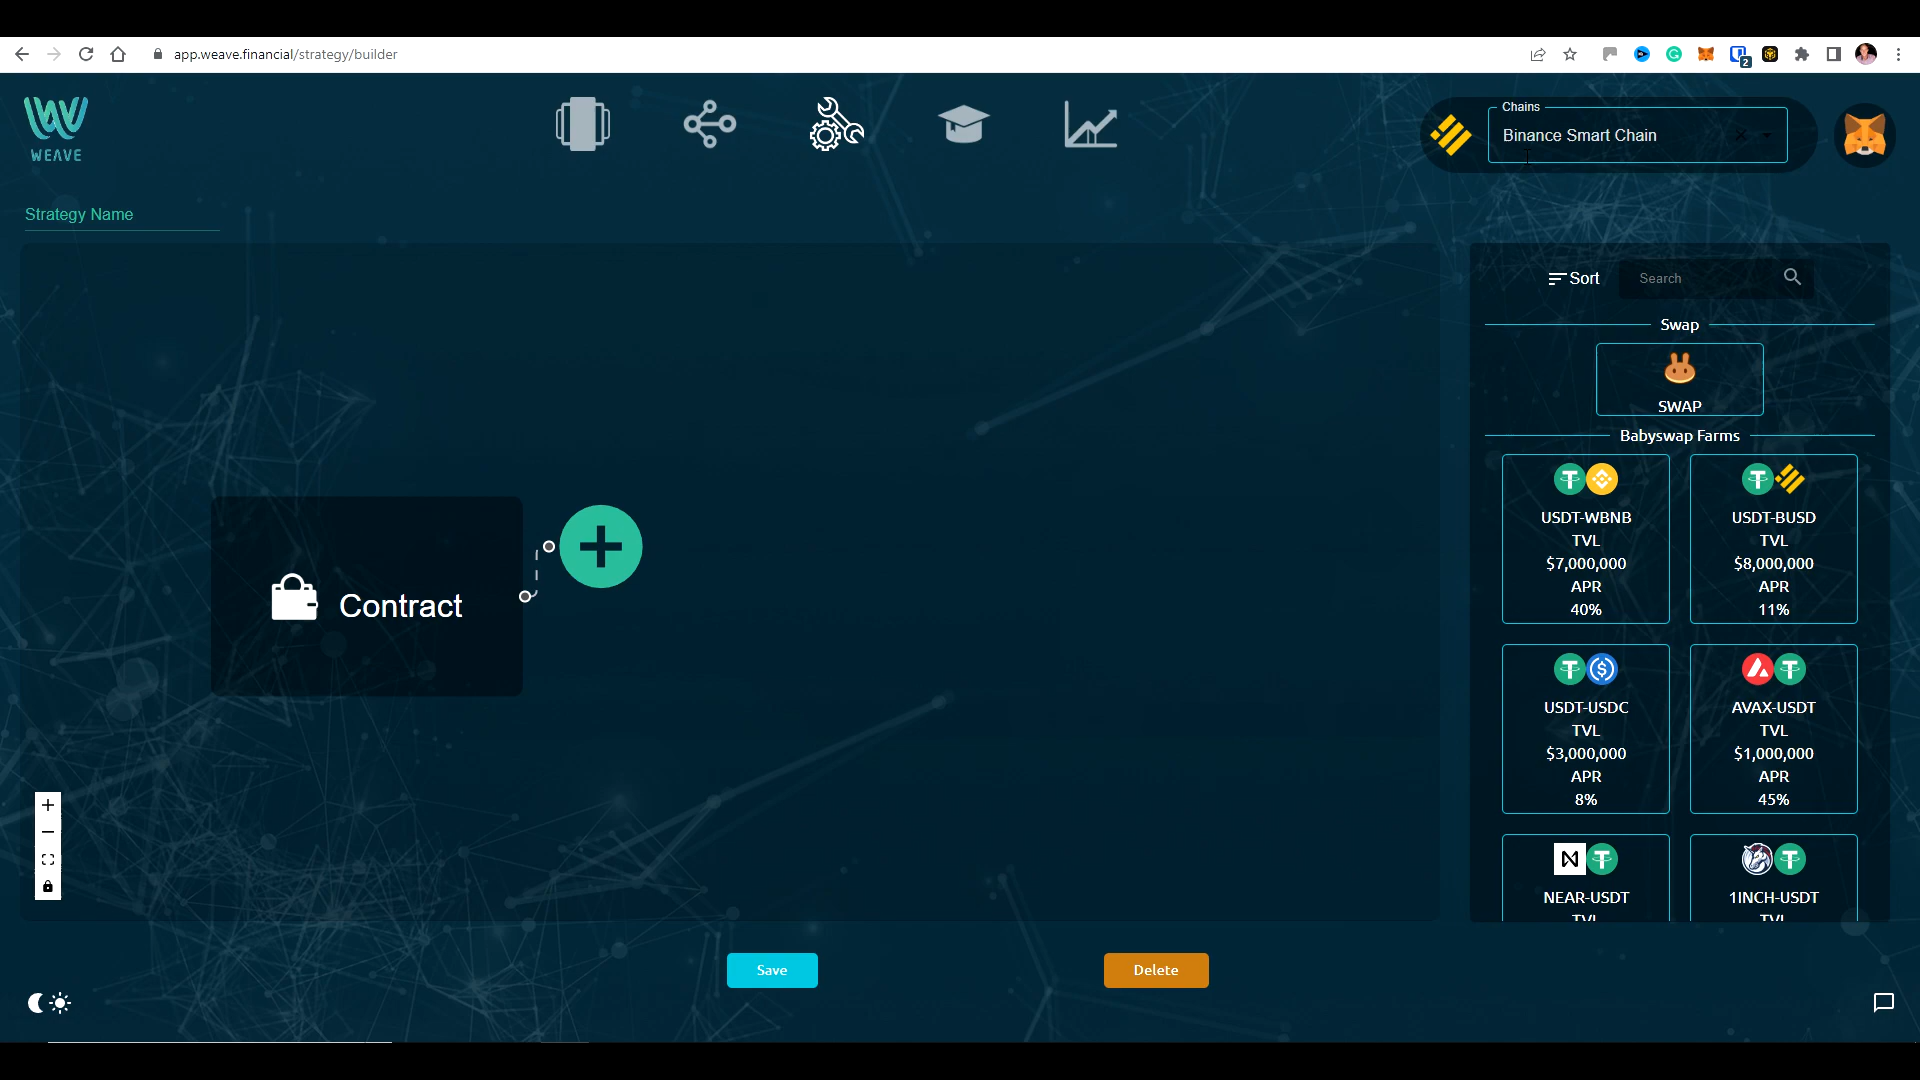 app.weave.financial/strategy/builder
2
WEAVE
Chains
Binance Smart Chain
Strategy Name
Sort
Search
Swap
SWAP
Babyswap Farms
USDT-WBNB
TVL
$7,000,000
APR
40%
USDT-BUSD
TVL
$8,000,000
APR
11%
USDT-USDC
TVL
$3,000,000
APR
8%
AVAX-USDT
TVL
$1,000,000
APR
45%
NEAR-USDT
TVL
1INCH-USDT
TVL
Contract
Save
Delete